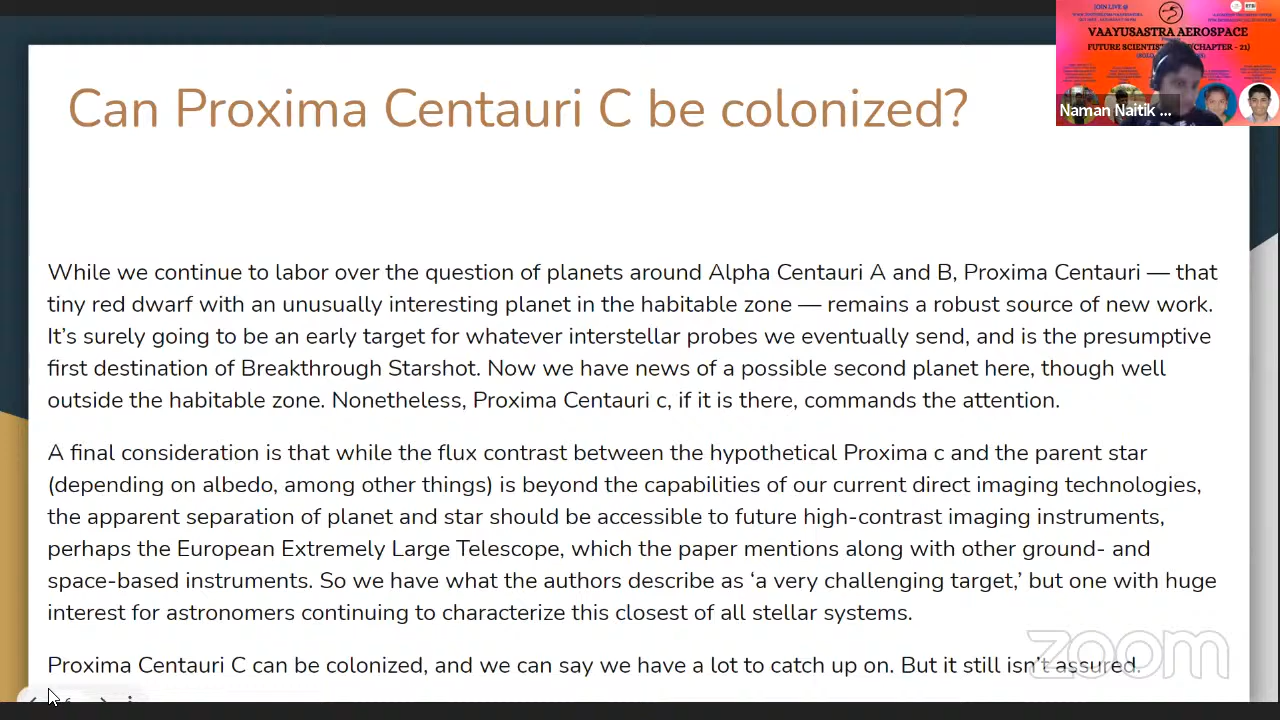 JOIN LIVE @
VAAYUSASTRA AEROSPACE
Can Proxima Centauri C be colonized?
Naman Naitik ...
While we continue to labor over the question of planets around Alpha Centauri A and B, Proxima Centauri — that
tiny red dwarf with an unusually interesting planet in the habitable zone — remains a robust source of new work.
It’s surely going to be an early target for whatever interstellar probes we eventually send, and is the presumptive
first destination of Breakthrough Starshot. Now we have news of a possible second planet here, though well
outside the habitable zone. Nonetheless, Proxima Centauri c, if it is there, commands the attention.
A final consideration is that while the flux contrast between the hypothetical Proxima c and the parent star
(depending on albedo, among other things) is beyond the capabilities of our current direct imaging technologies,
the apparent separation of planet and star should be accessible to future high-contrast imaging instruments,
perhaps the European Extremely Large Telescope, which the paper mentions along with other ground- and
space-based instruments. So we have what the authors describe as ‘a very challenging target,’ but one with huge
interest for astronomers continuing to characterize this closest of all stellar systems.
Proxima Centauri C can be colonized, and we can say we have a lot to catch up on. But it still isn’t assured.
zoom